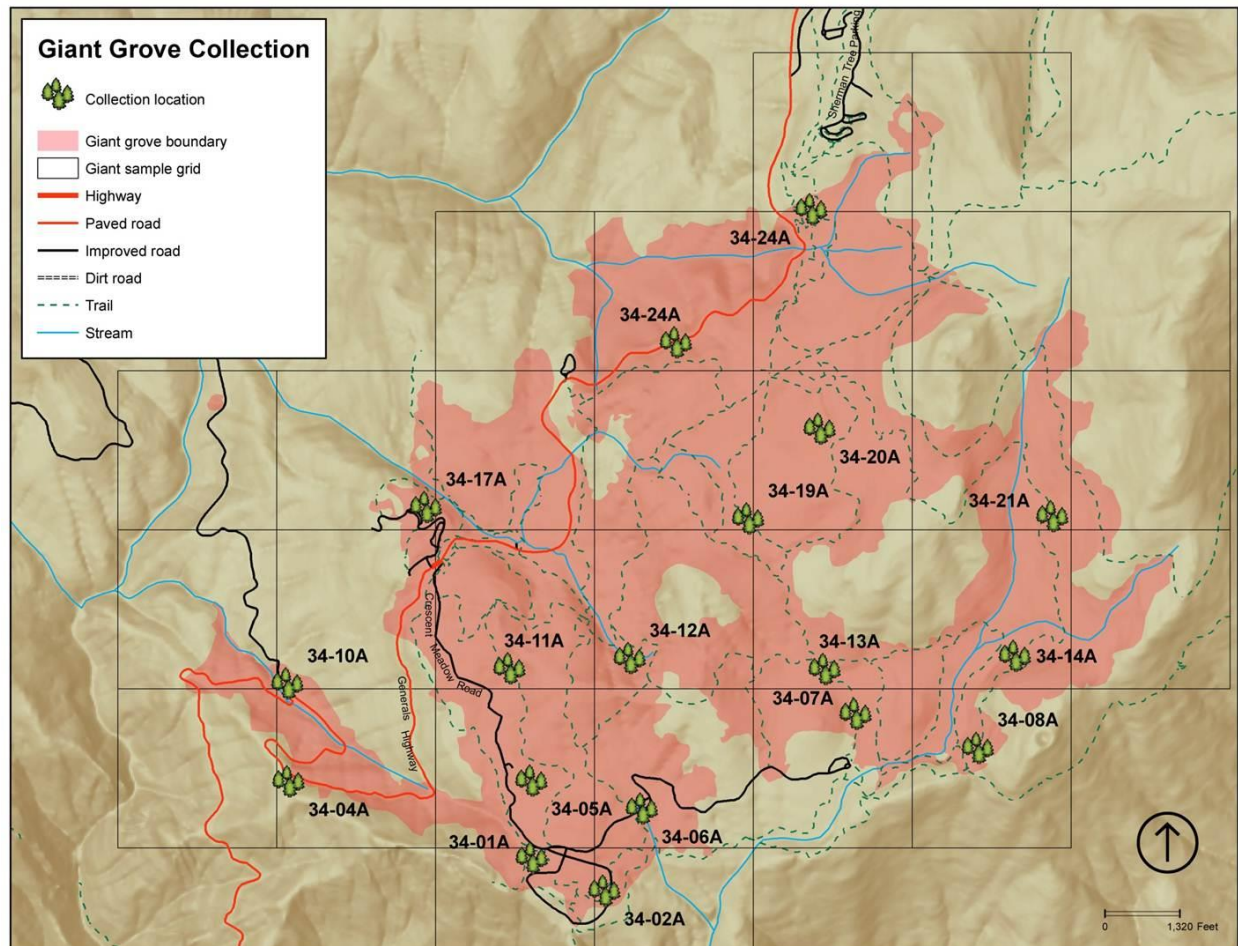 Giant Grove Collection
Collection location
Giant grove boundary
Giant sample grid
Highway
Paved road
Improved road
Dirt road
Trail
Stream
Sherman Tree Parking
34-24A
34-24A
34-20A
34-17A
34-19A
34-21A
34-11A
34-12A
34-13A
34-14A
34-10A
Crescent Meadow Road
Generals Highway
34-07A
34-08A
34-04A
34-05A
34-01A
34-06A
34-02A
0 1,320 Feet